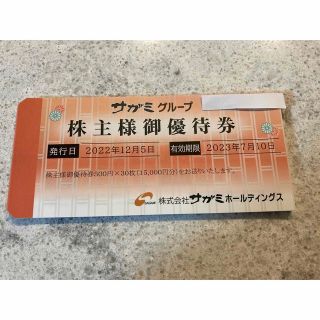 サガミグループ
株主様御優待券
発行日 2022年12月5日 有効期限 2023年7月10日
株主様御優待券500円×30枚(15,000円分)をお送りいたします。
株式会社サガミホールディングス